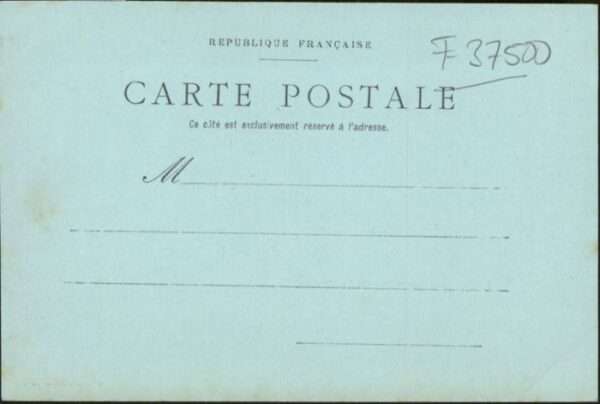 RÉPUBLIQUE FRANÇAISE
F 37500
CARTE POSTALE
Ce côté est exclusivement réservé à l'adresse.
M